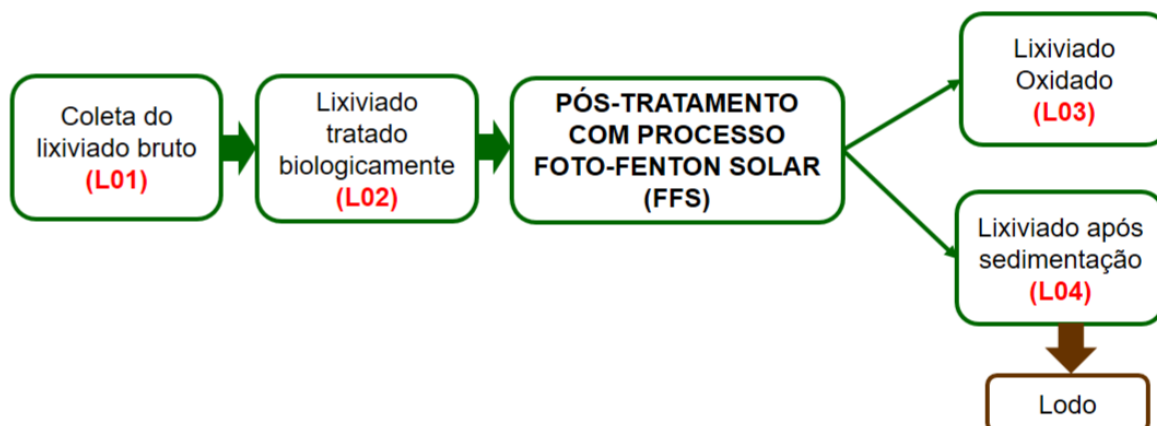 Coleta do
lixiviado bruto
(L01)
Lixiviado
tratado
biologicamente
(L02)
PÓS-TRATAMENTO
COM PROCESSO
FOTO-FENTON SOLAR
(FFS)
Lixiviado
Oxidado
(L03)
Lixiviado após
sedimentação
(L04)
Lodo